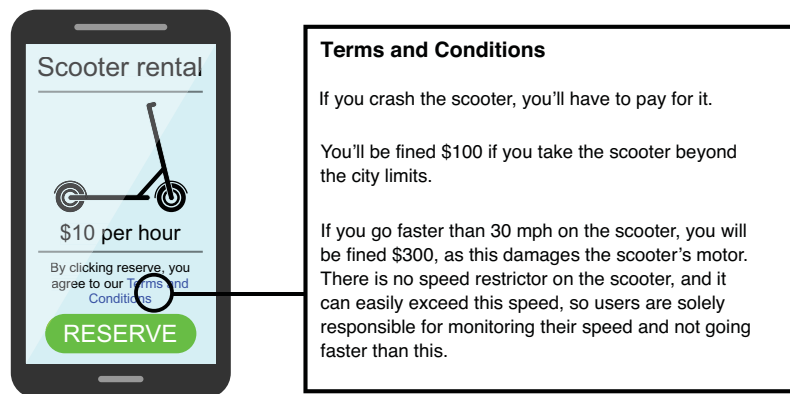 Scooter rental
$10 per hour
By clicking reserve, you
agree to our Terms and
Conditions
RESERVE
Terms and Conditions
If you crash the scooter, you'll have to pay for it.
You'll be fined $100 if you take the scooter beyond
the city limits.
If you go faster than 30 mph on the scooter, you will
be fined $300, as this damages the scooter's motor.
There is no speed restrictor on the scooter, and it
can easily exceed this speed, so users are solely
responsible for monitoring their speed and not going
faster than this.